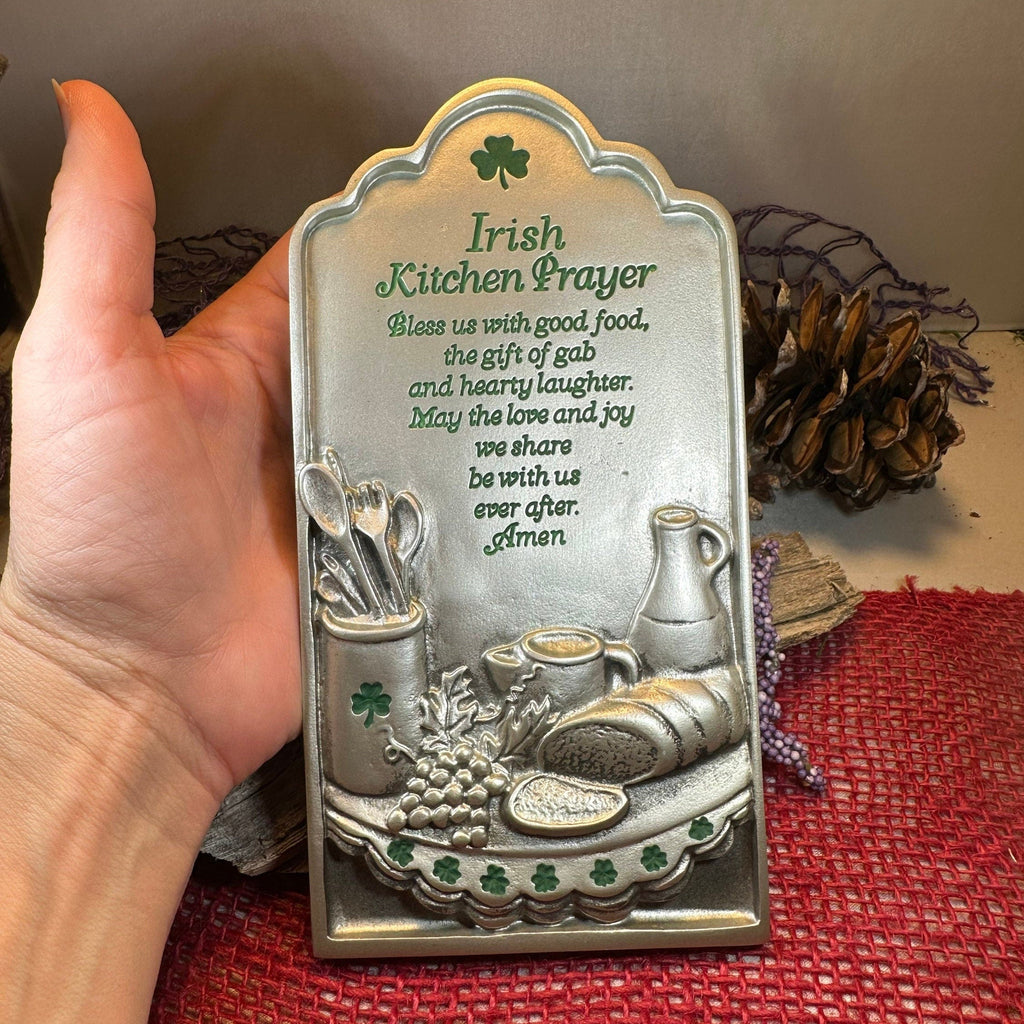 Irish
Kitchen Prayer
Bless us with good food,
the gift of gab
and hearty laughter.
May the love and joy
we share
be with us
ever after.
Amen